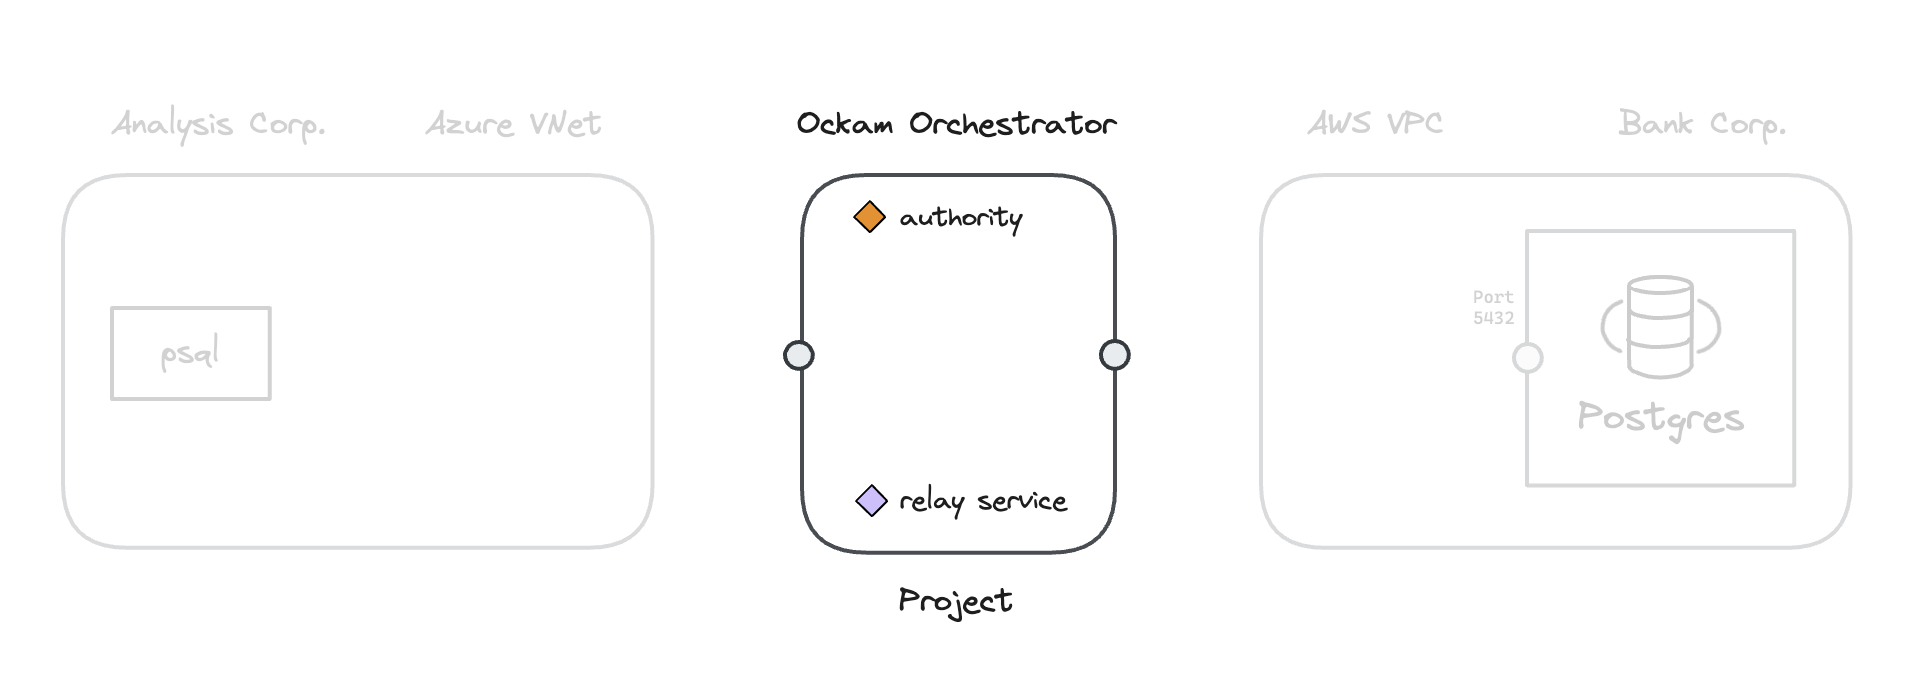 Analysis Corp.
Azure VNet
Ockam Orchestrator
AWS VPC
Bank Corp.
authority
psql
Port
5432
Postgres
relay service
Project